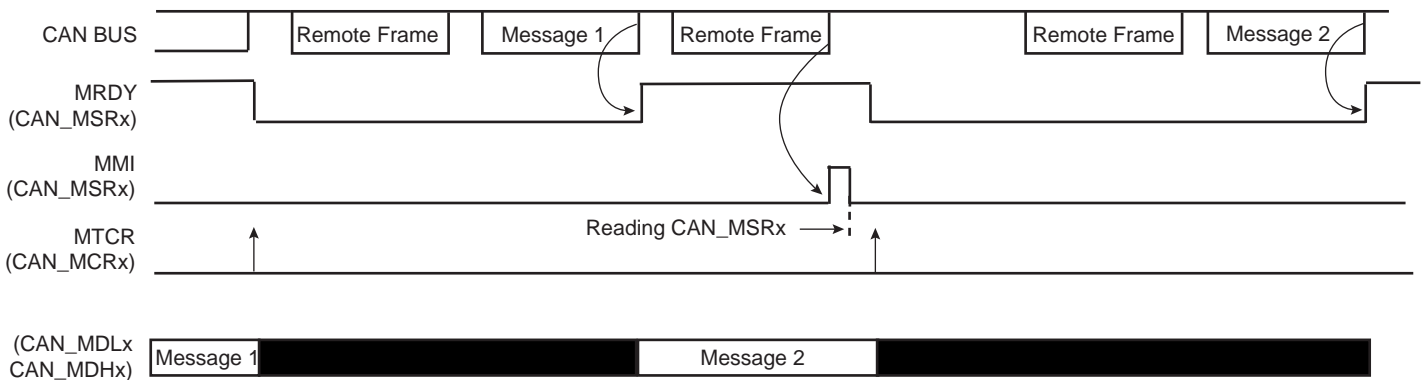 CAN BUS
Remote Frame
Message 1
Remote Frame
Remote Frame
Message 2
MRDY
(CAN_MSRx)
MMI
(CAN_MSRx)
Reading CAN_MSRx
MTCR
(CAN_MCRx)
(CAN_MDLx
CAN_MDHx)
Message 1
Message 2